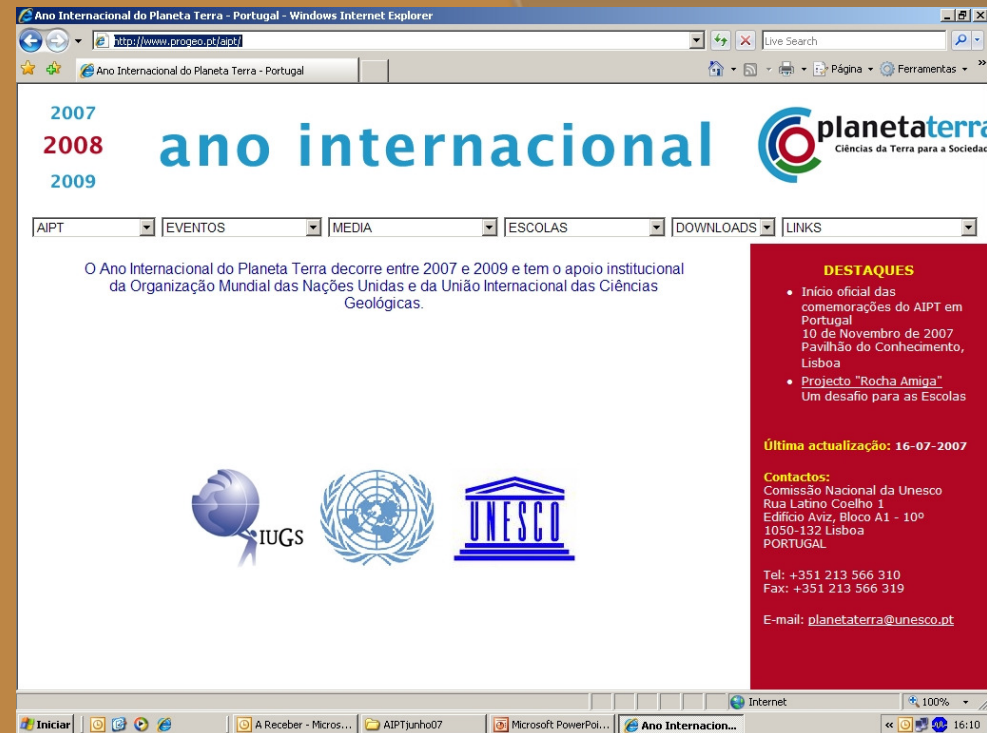 Ano Internacional do Planeta Terra - Portugal - Windows Internet Explorer
http://www.progeo.pt/aipt/
Live Search
Ano Internacional do Planeta Terra - Portugal
Página
Ferramentas
2007
2008
2009
ano internacional
planetaterra
Ciências da Terra para a Sociedad
AIPT
EVENTOS
MEDIA
ESCOLAS
DOWNLOADS
LINKS
O Ano Internacional do Planeta Terra decorre entre 2007 e 2009 e tem o apoio institucional
da Organização Mundial das Nações Unidas e da União Internacional das Ciências
Geológicas.
IUGS
UNESCO
DESTAQUES
• Início oficial das
comemorações do AIPT em
Portugal
10 de Novembro de 2007
Pavilhão do Conhecimento,
Lisboa
• Projecto "Rocha Amiga"
Um desafio para as Escolas
Última actualização: 16-07-2007
Contactos:
Comissão Nacional da Unesco
Rua Latino Coelho 1
Edifício Aviz, Bloco A1 - 10º
1050-132 Lisboa
PORTUGAL
Tel: +351 213 566 310
Fax: +351 213 566 319
E-mail: planetaterra@unesco.pt
Internet
100%
Iniciar
A Receber - Micros...
AIPTjunho07
Microsoft PowerPoi...
Ano Internacion...
16:10